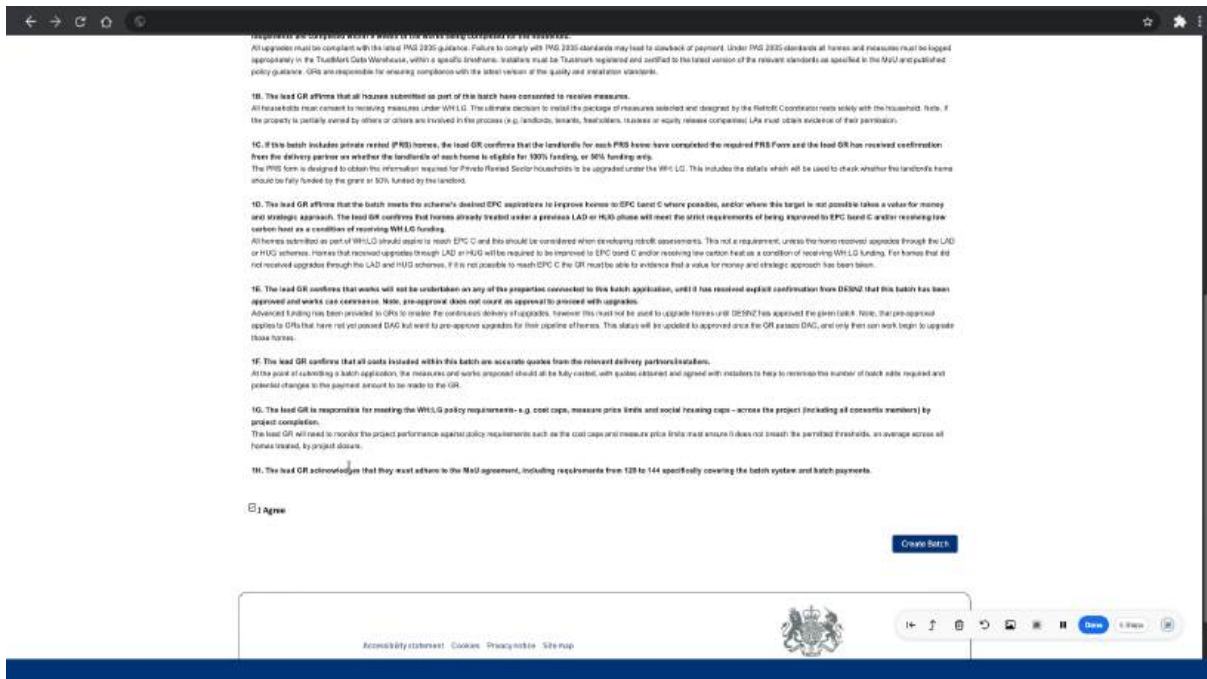 assignments are completed within 6 weeks of the works being completed for the household.
All upgrades must be compliant with the latest PAS 2035 guidance. Failure to comply with PAS 2035 standards may lead to clawback of payment. Under PAS 2035 standards all homes and measures must be logged
appropriately in the TrustMark Data Warehouse, within a specific timeframe. Installers must be Trustmark registered and certified to the latest version of the relevant standards as specified in the MoU and published
policy guidance. GRs are responsible for ensuring compliance with the latest version of the quality and installation standards.
1B. The lead GR affirms that all houses submitted as part of this batch have consented to receive measures.
All households must consent to receiving measures under WH:LG. The ultimate decision to install the package of measures selected and designed by the Retrofit Coordinator rests solely with the household. Note, if
the property is partially owned by others or others are involved in the process (e.g. landlords, tenants, freeholders, trustees or equity release companies) LAs must obtain evidence of their permission.
1C. If this batch includes private rented (PRS) homes, the lead GR confirms that the landlords for each PRS home have completed the required PRS Form and the lead GR has received confirmation
from the delivery partner on whether the landlords of each home is eligible for 100% funding, or 50% funding only.
The PRS form is designed to obtain the information required for Private Rented Sector households to be upgraded under the WH: LG. This includes the details which will be used to check whether the landlord's home
should be fully funded by the grant or 50% funded by the landlord.
1D. The lead GR affirms that the batch meets the scheme's desired EPC aspirations to improve homes to EPC band C where possible, and/or where this target is not possible takes a value for money
and strategic approach. The lead GR confirms that homes already treated under a previous LAD or HUG phase will meet the strict requirements of being improved to EPC band C and/or receiving low
carbon heat as a condition of receiving WH:LG funding.
All homes submitted as part of WH:LG should aspire to reach EPC C and this should be considered when developing retrofit assessments. This not a requirement, unless the home received upgrades through the LAD
or HUG schemes. Homes that received upgrades through LAD or HUG will be required to be improved to EPC band C and/or receiving low carbon heat as a condition of receiving WH:LG funding. For homes that did
not received upgrades through the LAD and HUG schemes, if it is not possible to reach EPC C the GR must be able to evidence that a value for money and strategic approach has been taken.
1E. The lead GR confirms that works will not be undertaken on any of the properties connected to this batch application, until it has received explicit confirmation from DESNZ that this batch has been
approved and works can commence. Note, pre-approval does not count as approval to proceed with upgrades.
Advanced funding has been provided to GRs to enable the continuous delivery of upgrades, however this must not be used to upgrade homes until DESNZ has approved the given batch. Note, that pre-approval
applies to GRs that have not yet passed DAC but want to pre-approve upgrades for their pipeline of homes. This status will be updated to approved once the GR passes DAC, and only then can work begin to upgrade
those homes.
1F. The lead GR confirms that all costs included within this batch are accurate quotes from the relevant delivery partners/installers.
At the point of submitting a batch application, the measures and works proposed should all be fully costed, with quotes obtained and agreed with installers to help to minimise the number of batch edits required and
potential changes to the payment amount to be made to the GR.
1G. The lead GR is responsible for meeting the WH:LG policy requirements- e.g. cost caps, measure price limits and social housing caps – across the project (including all consortia members) by
project completion.
The lead GR will need to monitor the project performance against policy requirements such as the cost caps and measure price limits must ensure it does not breach the permitted thresholds, on average across all
homes treated, by project closure.
1H. The lead GR acknowledges that they must adhere to the MoU agreement, including requirements from 128 to 144 specifically covering the batch system and batch payments.
I Agree
Create Batch
Done
Accessibility statement Cookies Privacy notice Site map